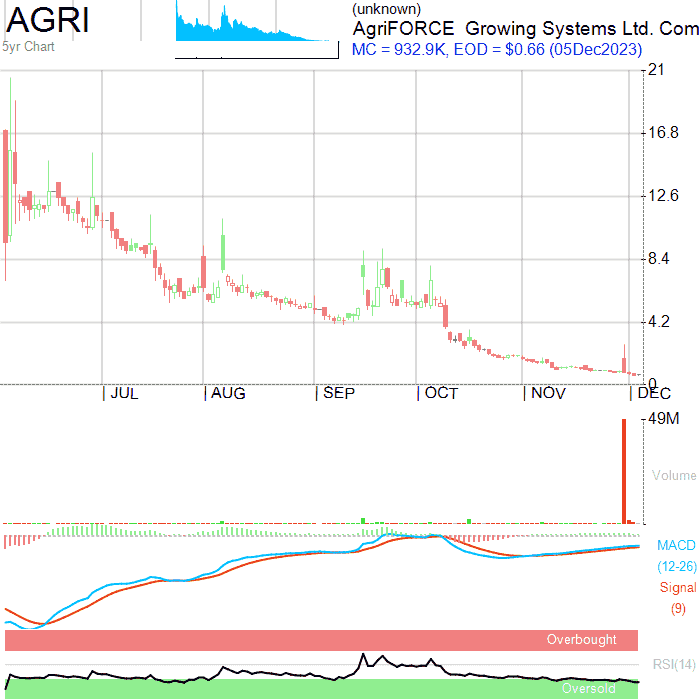 AGRI
5yr Chart
(unknown)
AgriFORCE Growing Systems Ltd. Com
MC = 932.9K, EOD = $0.66 (05Dec2023)
21
16.8
12.6
8.4
4.2
0
JUL AUG SEP OCT NOV DEC
49M
Volume
MACD
(12-26)
Signal
(9)
Overbought
RSI(14)
Oversold